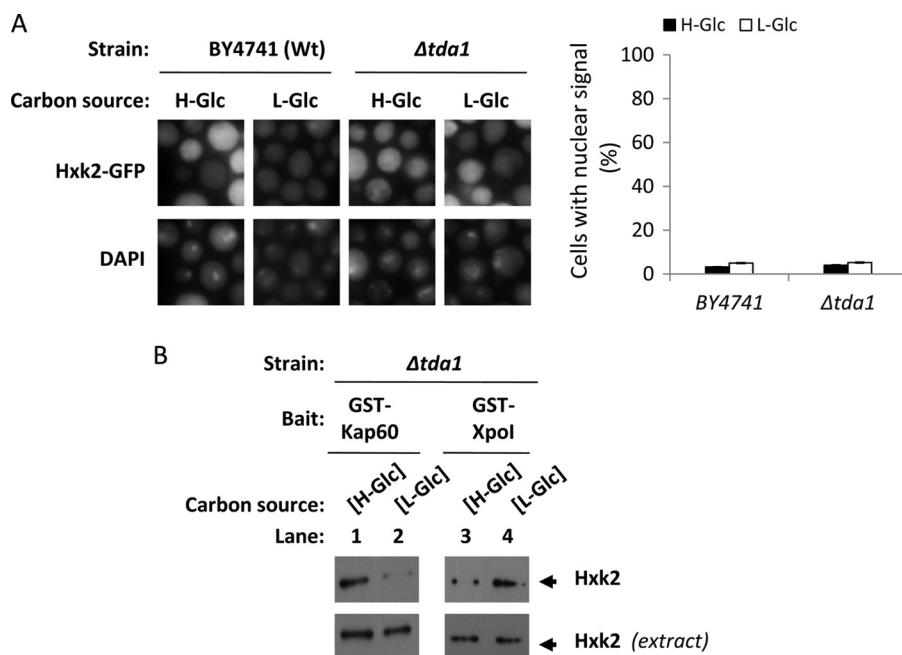 A
Strain: BY4741 (Wt) Δtda1
Carbon source: H-Glc L-Glc H-Glc L-Glc
Hxk2-GFP
DAPI
H-Glc L-Glc
Cells with nuclear signal
(%)
100
80
60
40
20
0
BY4741 Δtda1
B
Strain: Δtda1
Bait: GST-Kap60 GST-XpoI
Carbon source: [H-Glc] [L-Glc] [H-Glc] [L-Glc]
Lane: 1 2 3 4
Hxk2
Hxk2 (extract)